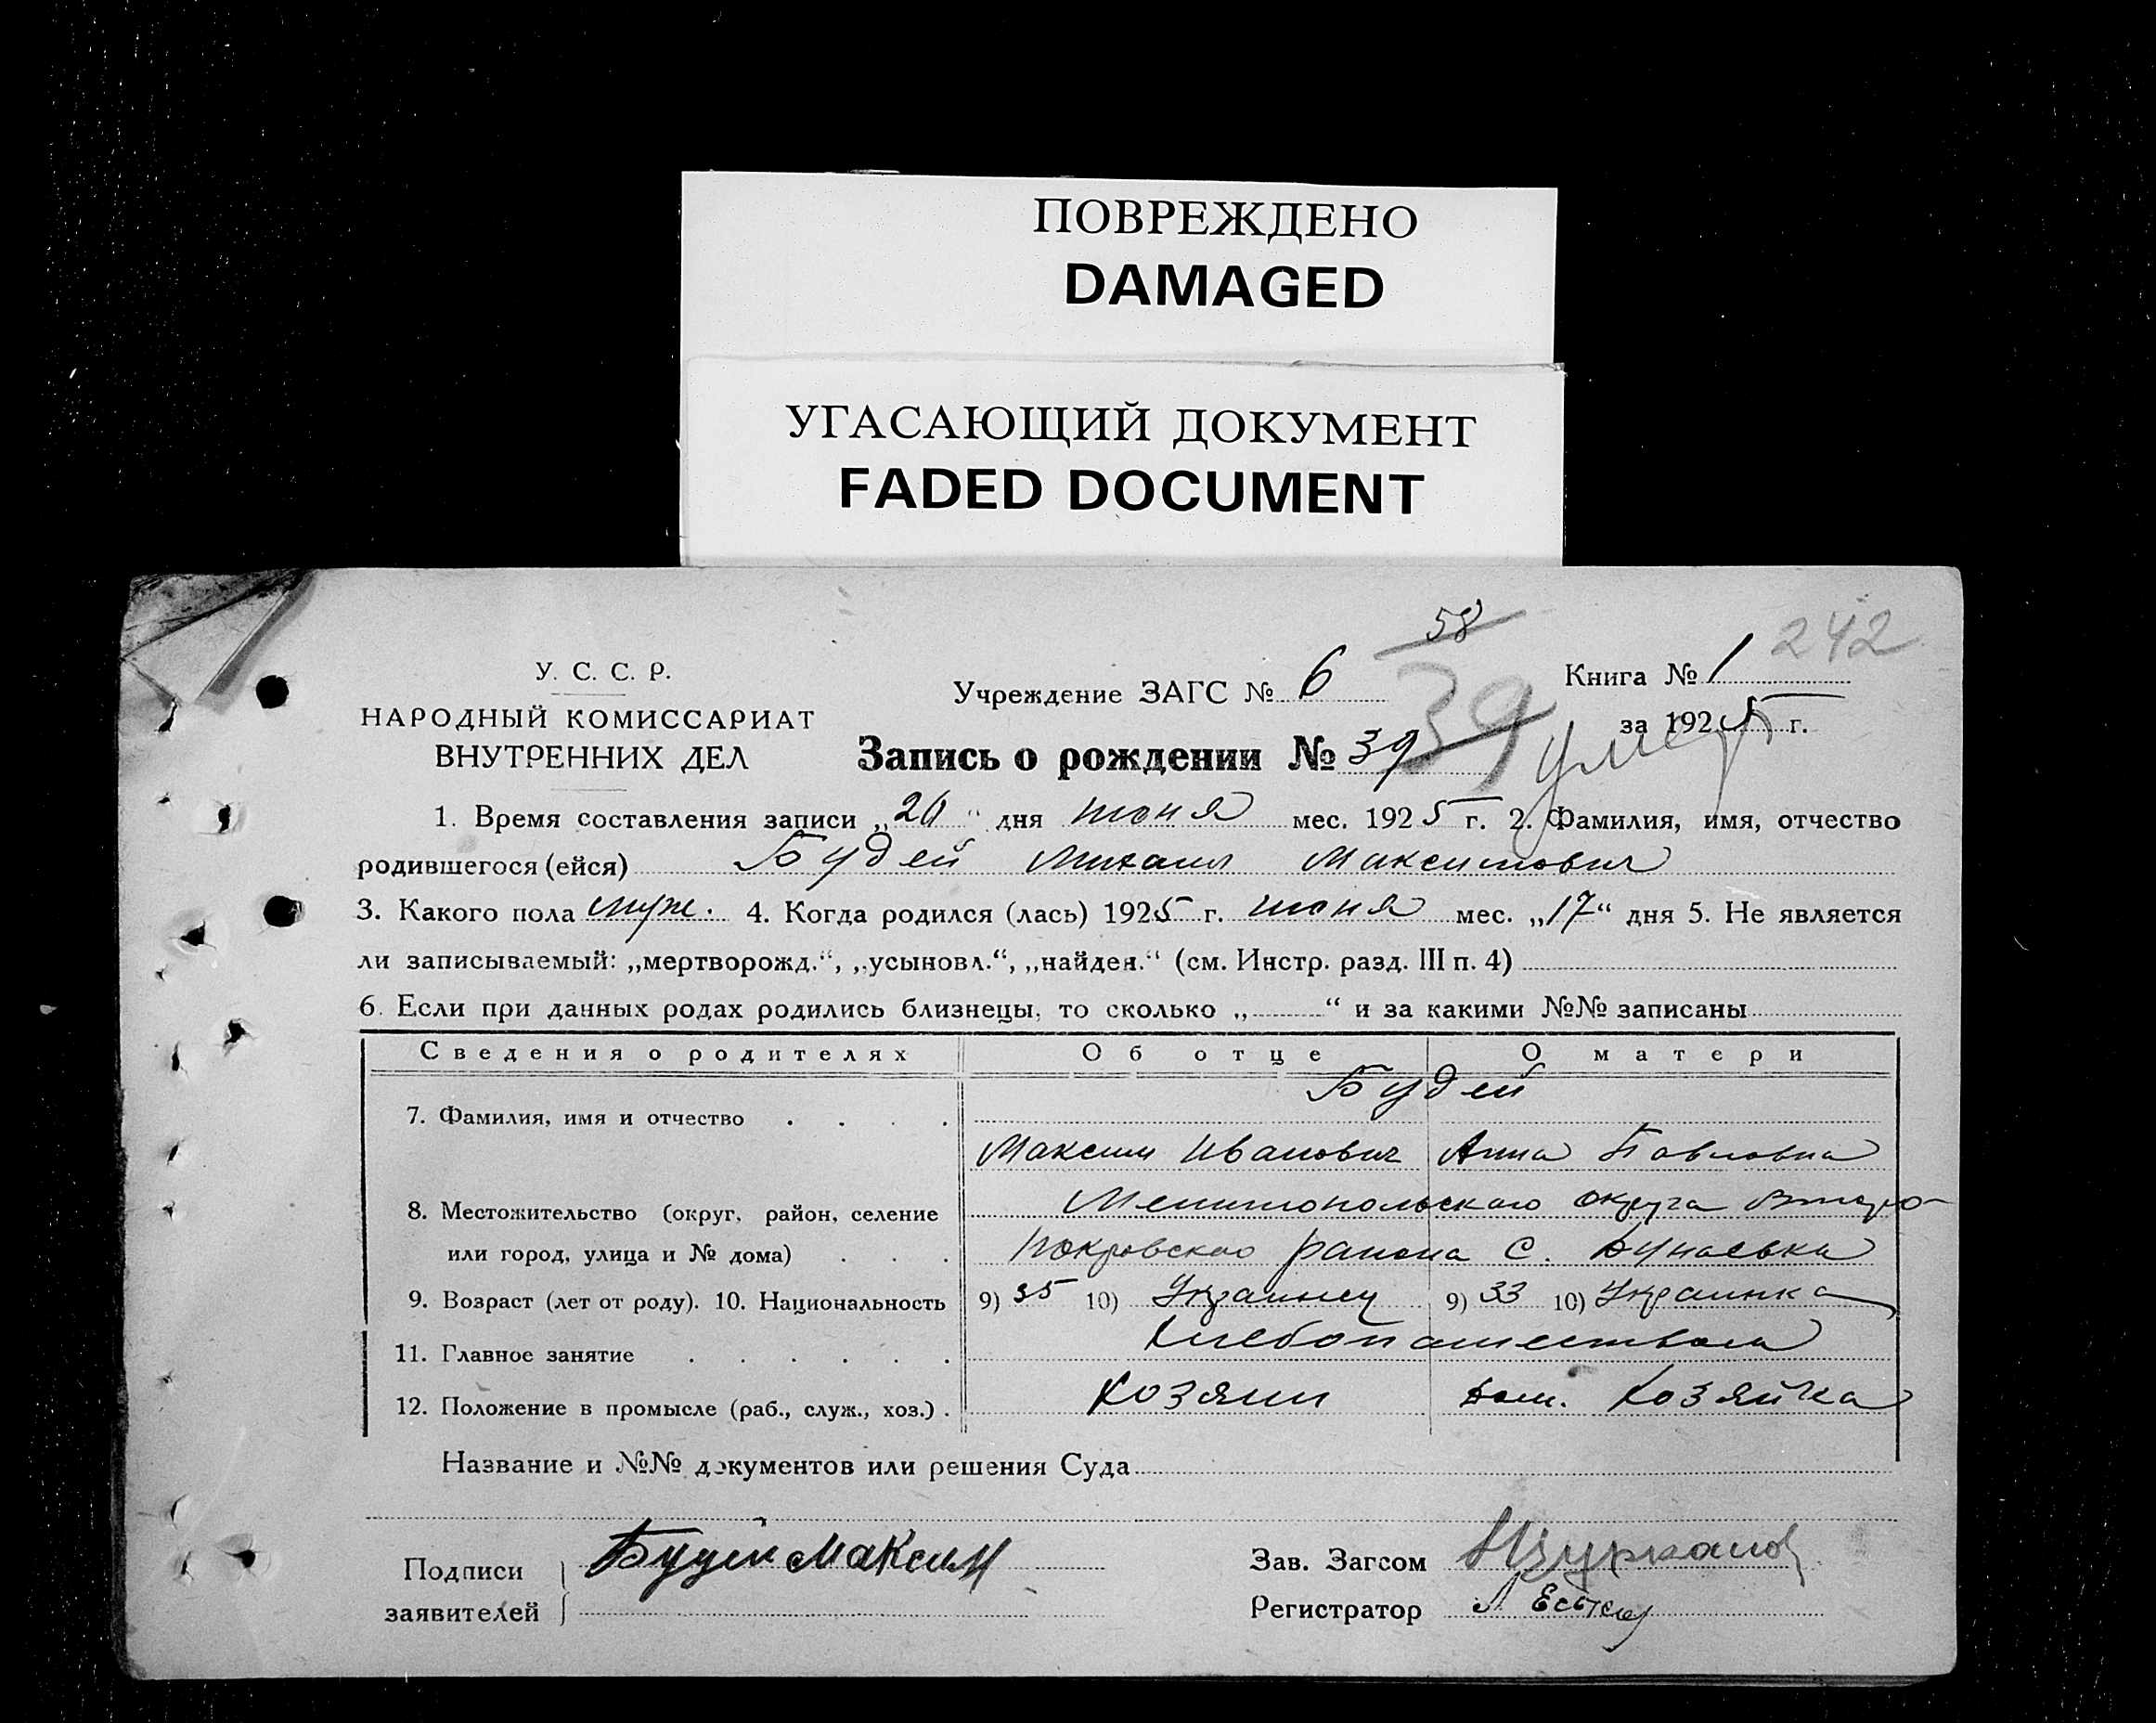 ПОВРЕЖДЕНО
DAMAGED
УГАСАЮЩИЙ ДОКУМЕНТ
FADED DOCUMENT
58
242
У. С. С. Р.
НАРОДНЫЙ КОМИССАРИАТ
ВНУТРЕННИХ ДЕЛ
Учреждение ЗАГС № 6
39
Книга № 1
за 1925 г.
умер
Запись о рождении № 39
1. Время составления записи „26“ дня июня мес. 1925 г. 2. Фамилия, имя, отчество
родившегося (ейся) Будей Михаил Максимович
3. Какого пола муж. 4. Когда родился (лась) 1925 г. июня мес. „17“ дня 5. Не является
ли записываемый: „мертворожд.“, „усыновл.“, „найден.“ (см. Инстр. разд. III п. 4)
6. Если при данных родах родились близнецы, то сколько „ “ и за какими №№ записаны
Сведения о родителях Об отце О матери
Будей
7. Фамилия, имя и отчество . . . .
Максим Иванович Анна Павловна
8. Местожительство (округ, район, селение Мелитопольского округа Второ-
или город, улица и № дома) . . . Покровского района С. Дунаевка
9. Возраст (лет от роду). 10. Национальность 9) 35 10) Украинец 9) 33 10) Украинка
11. Главное занятие . . . . . . Хлебопашеством
12. Положение в промысле (раб., служ., хоз.) . Хозяин Дом. Хозяйка
Название и №№ документов или решения Суда
Подписи Будей Максим
заявителей
Зав. Загсом
Регистратор